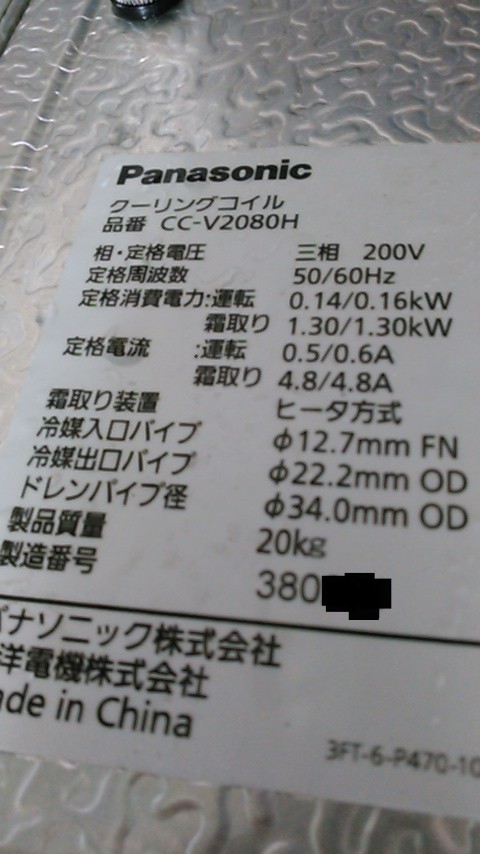 Panasonic
クーリングコイル
品番 CC-V2080H
相・定格電圧 三相 200V
定格周波数 50/60Hz
定格消費電力:運転 0.14/0.16kW
霜取り 1.30/1.30kW
定格電流 :運転 0.5/0.6A
霜取り 4.8/4.8A
霜取り装置 ヒータ方式
冷媒入口パイプ φ12.7mm FN
冷媒出口パイプ φ22.2mm OD
ドレンパイプ径 φ34.0mm OD
製品質量 20kg
製造番号 380
パナソニック株式会社
洋電機株式会社
ade in China
3FT-6-P470-10